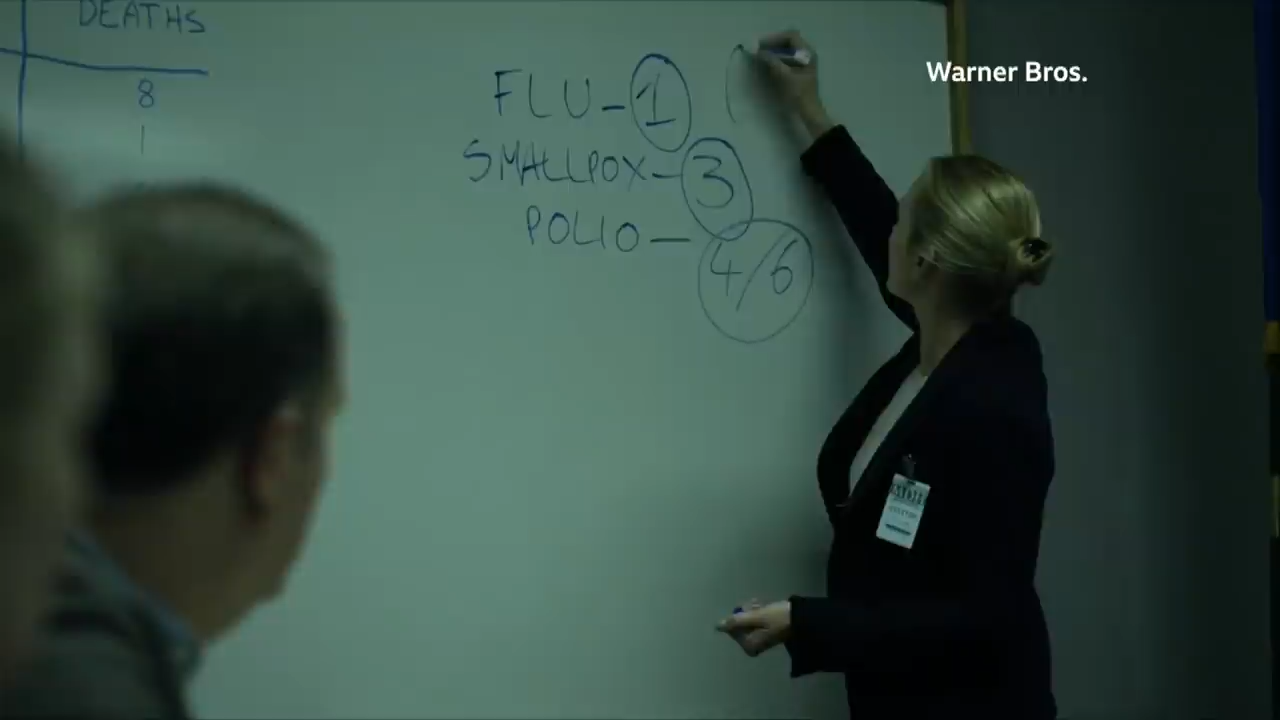 DEATHS
8
1
Warner Bros.
FLU - 1
SMALLPOX - 3
POLIO - 4/6